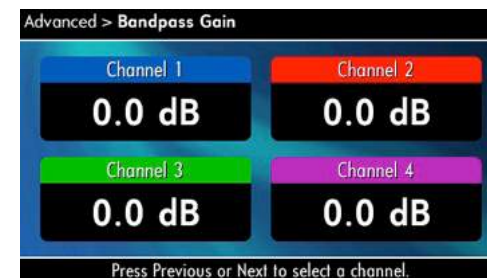 Advanced > Bandpass Gain
Channel 1
Channel 2
0.0 dB
0.0 dB
Channel 3
Channel 4
0.0 dB
0.0 dB
Press Previous or Next to select a channel.